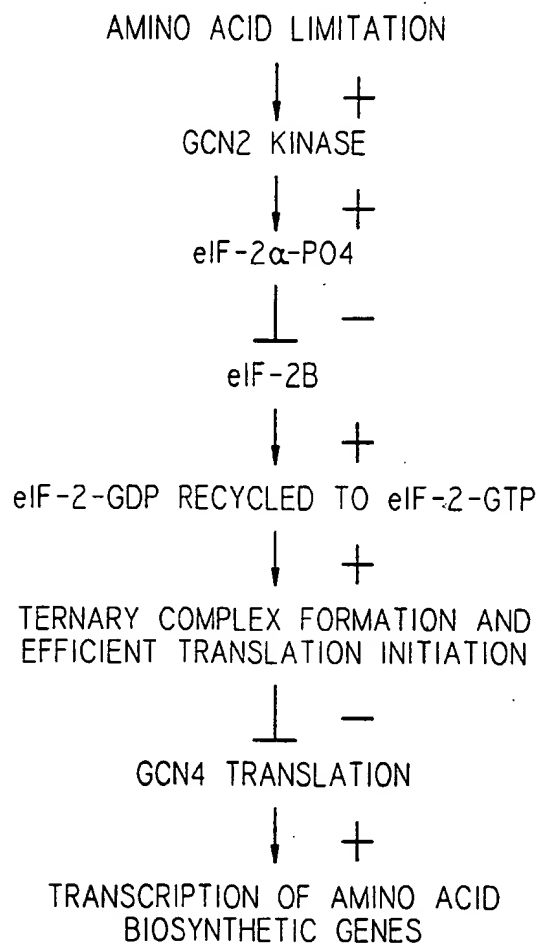 AMINO ACID LIMITATION
+
GCN2 KINASE
+
eIF-2α-PO4
−
eIF-2B
+
eIF-2-GDP RECYCLED TO eIF-2-GTP
+
TERNARY COMPLEX FORMATION AND
EFFICIENT TRANSLATION INITIATION
−
GCN4 TRANSLATION
+
TRANSCRIPTION OF AMINO ACID
BIOSYNTHETIC GENES